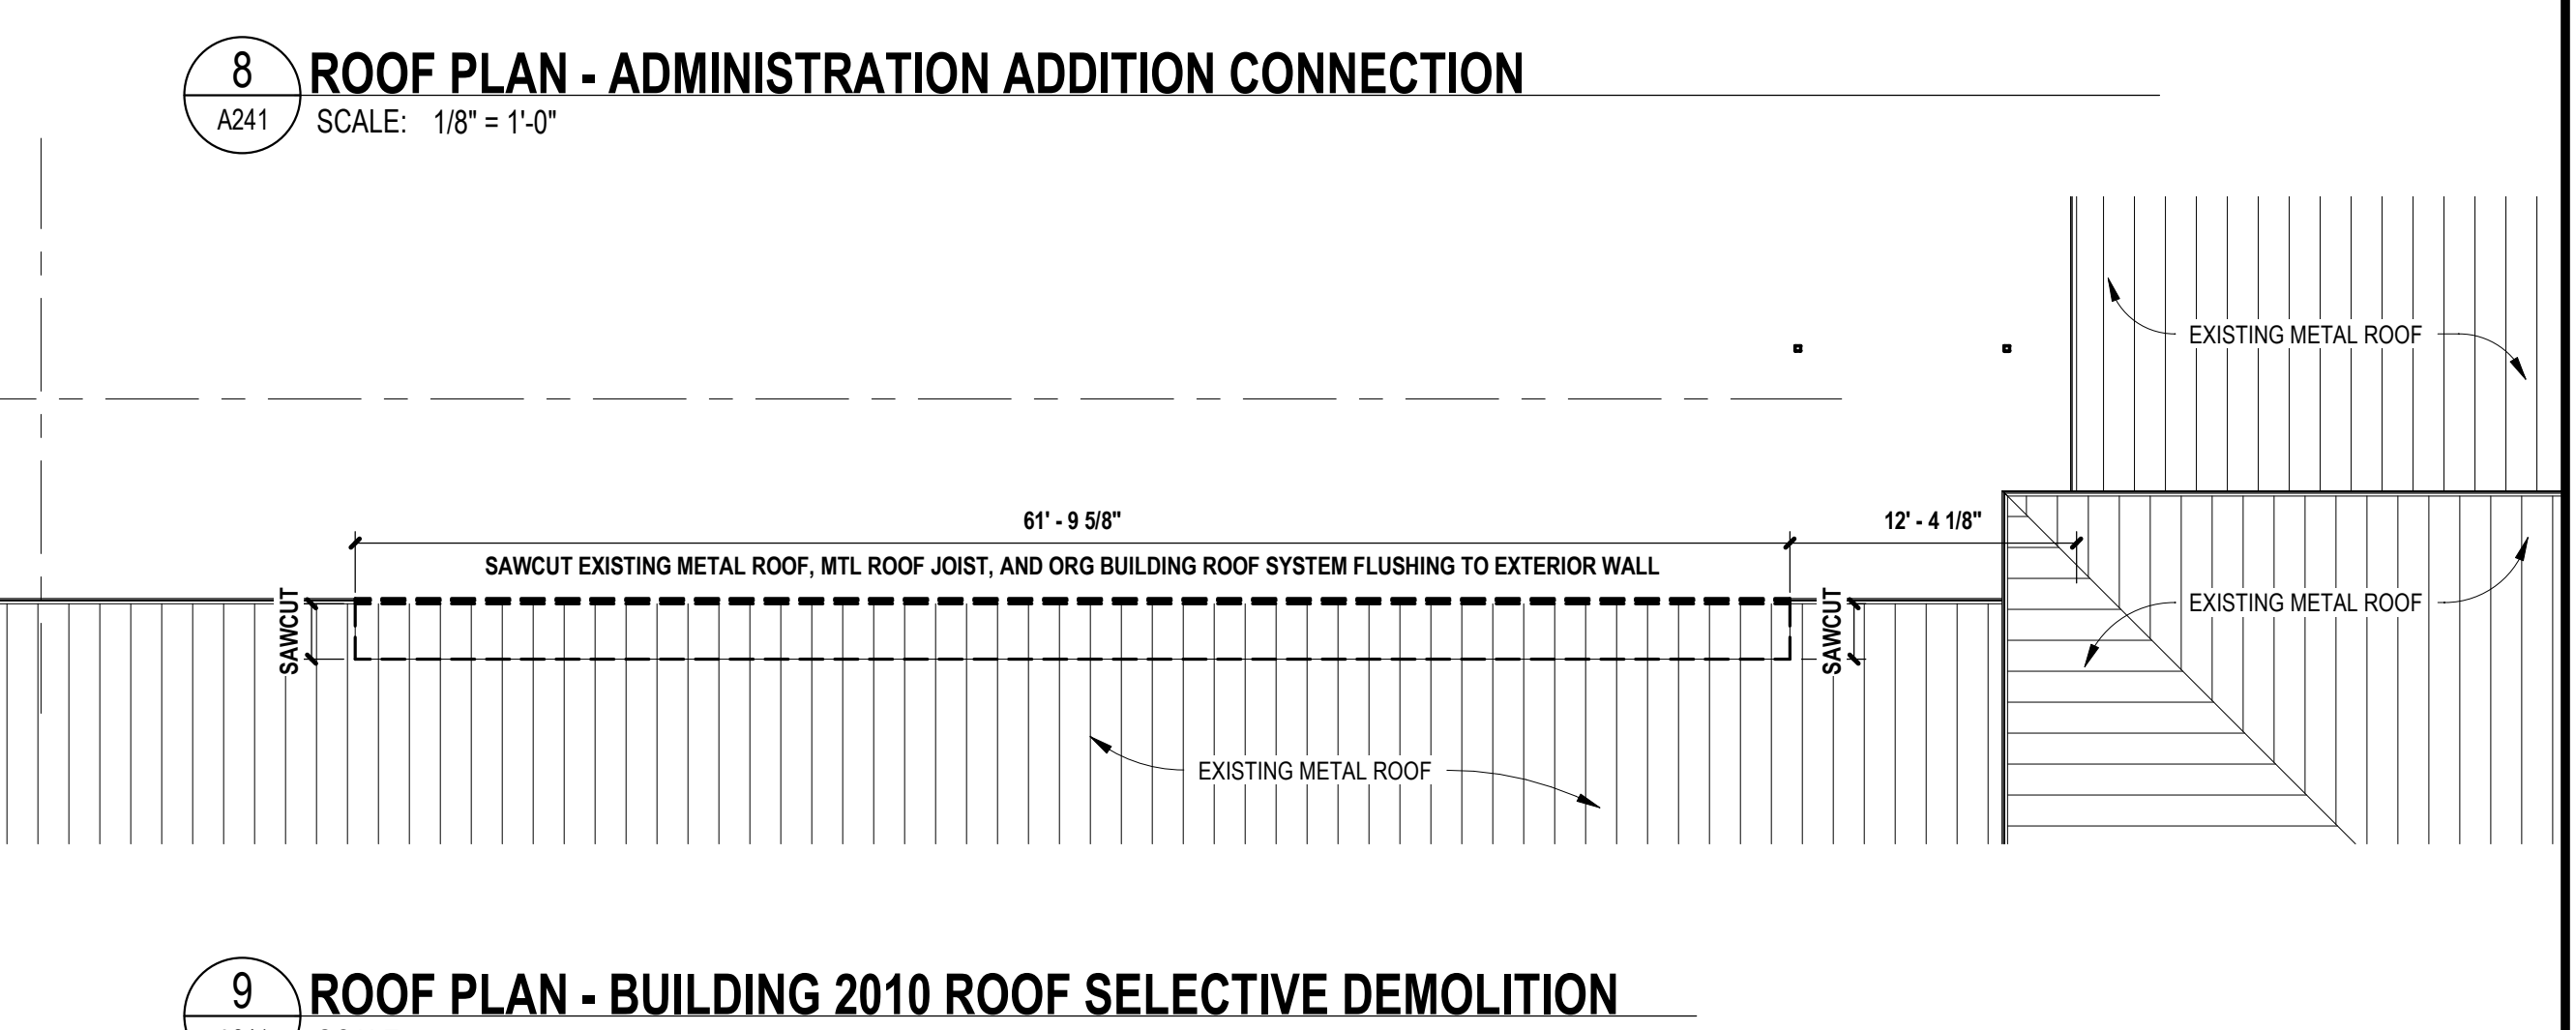 8
A241
ROOF PLAN - ADMINISTRATION ADDITION CONNECTION
SCALE: 1/8" = 1'-0"
EXISTING METAL ROOF
61' - 9 5/8"
12' - 4 1/8"
SAWCUT EXISTING METAL ROOF, MTL ROOF JOIST, AND ORG BUILDING ROOF SYSTEM FLUSHING TO EXTERIOR WALL
SAWCUT
SAWCUT
EXISTING METAL ROOF
EXISTING METAL ROOF
9
ROOF PLAN - BUILDING 2010 ROOF SELECTIVE DEMOLITION